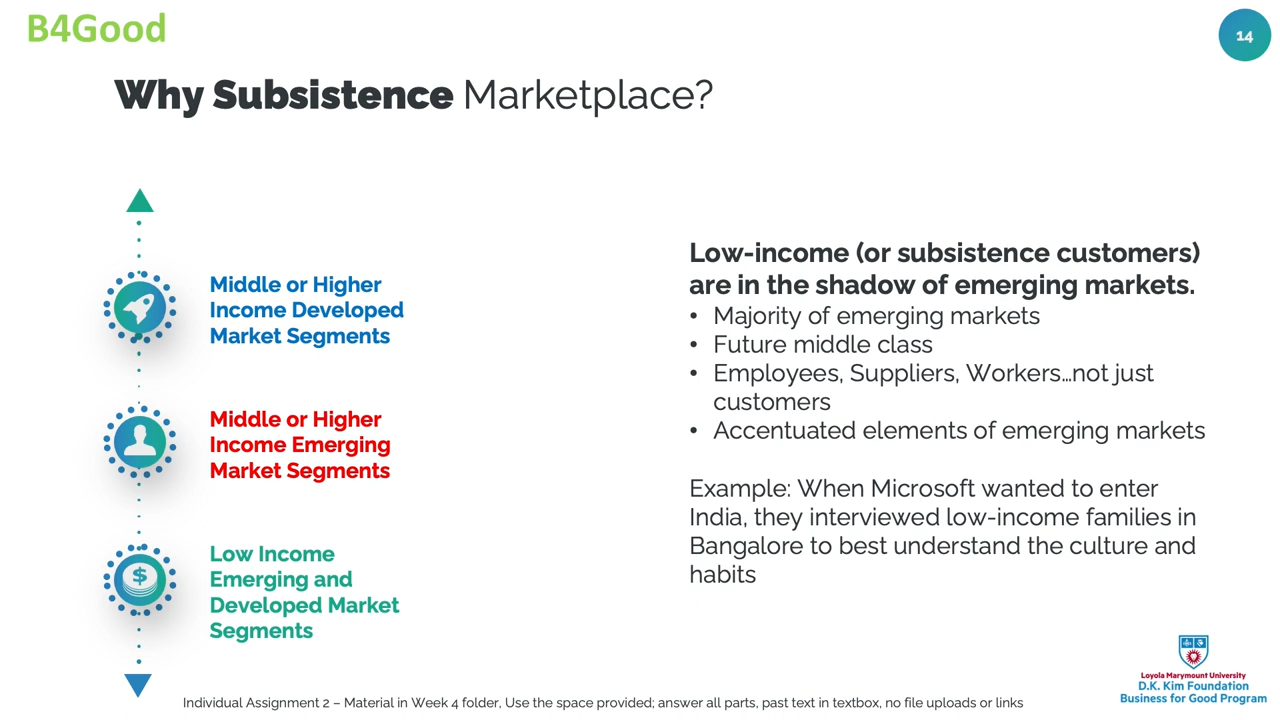 B4Good
14
Why Subsistence Marketplace?
Middle or Higher
Income Developed
Market Segments
Middle or Higher
Income Emerging
Market Segments
$
Low Income
Emerging and
Developed Market
Segments
Low-income (or subsistence customers)
are in the shadow of emerging markets.
• Majority of emerging markets
• Future middle class
• Employees, Suppliers, Workers…not just
customers
• Accentuated elements of emerging markets
Example: When Microsoft wanted to enter
India, they interviewed low-income families in
Bangalore to best understand the culture and
habits
Individual Assignment 2 – Material in Week 4 folder, Use the space provided; answer all parts, past text in textbox, no file uploads or links
Loyola Marymount University
D.K. Kim Foundation
Business for Good Program